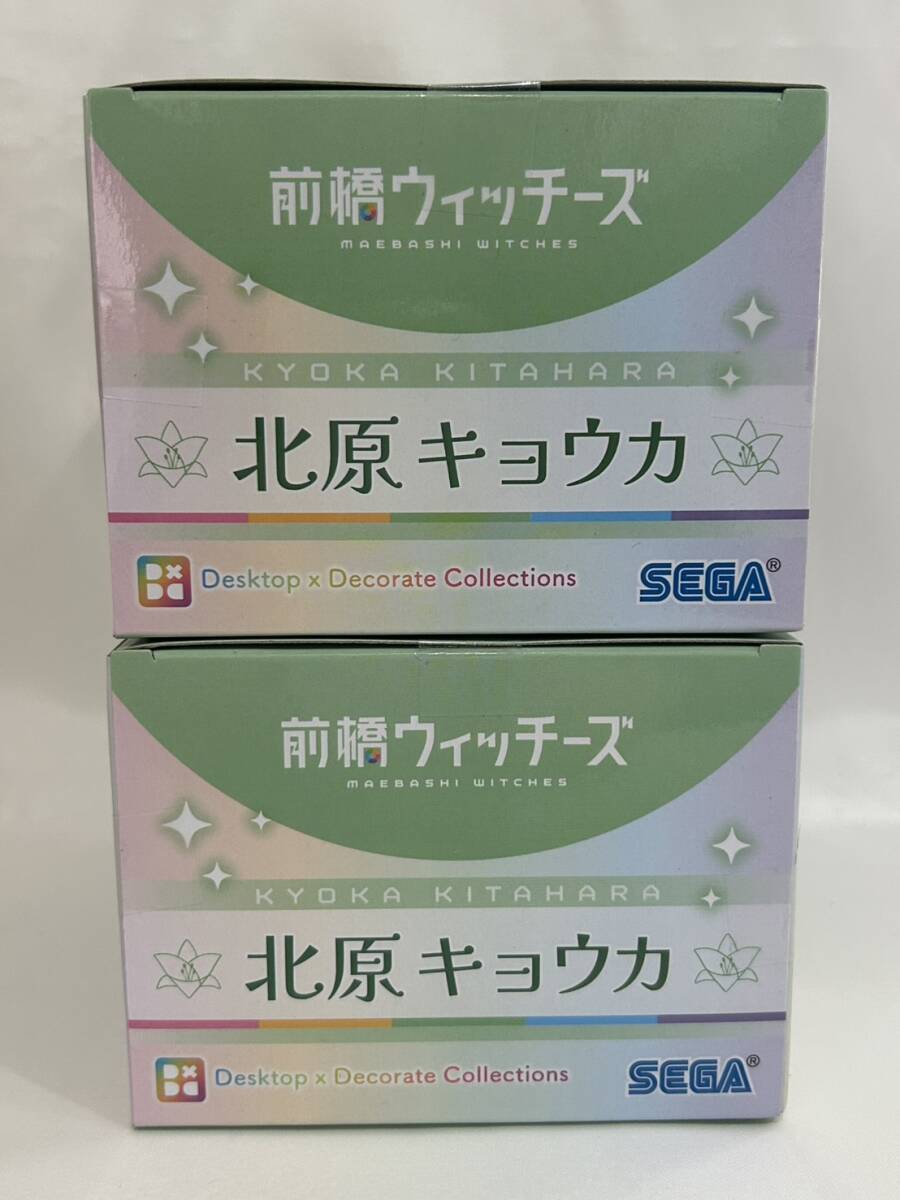 前橋ウィッチーズ
MAEBASHI WITCHES
KYOKA KITAHARA
北原 キョウカ
Desktop x Decorate Collections
SEGA®
前橋ウィッチーズ
MAEBASHI WITCHES
KYOKA KITAHARA
北原 キョウカ
Desktop x Decorate Collections
SEGA®